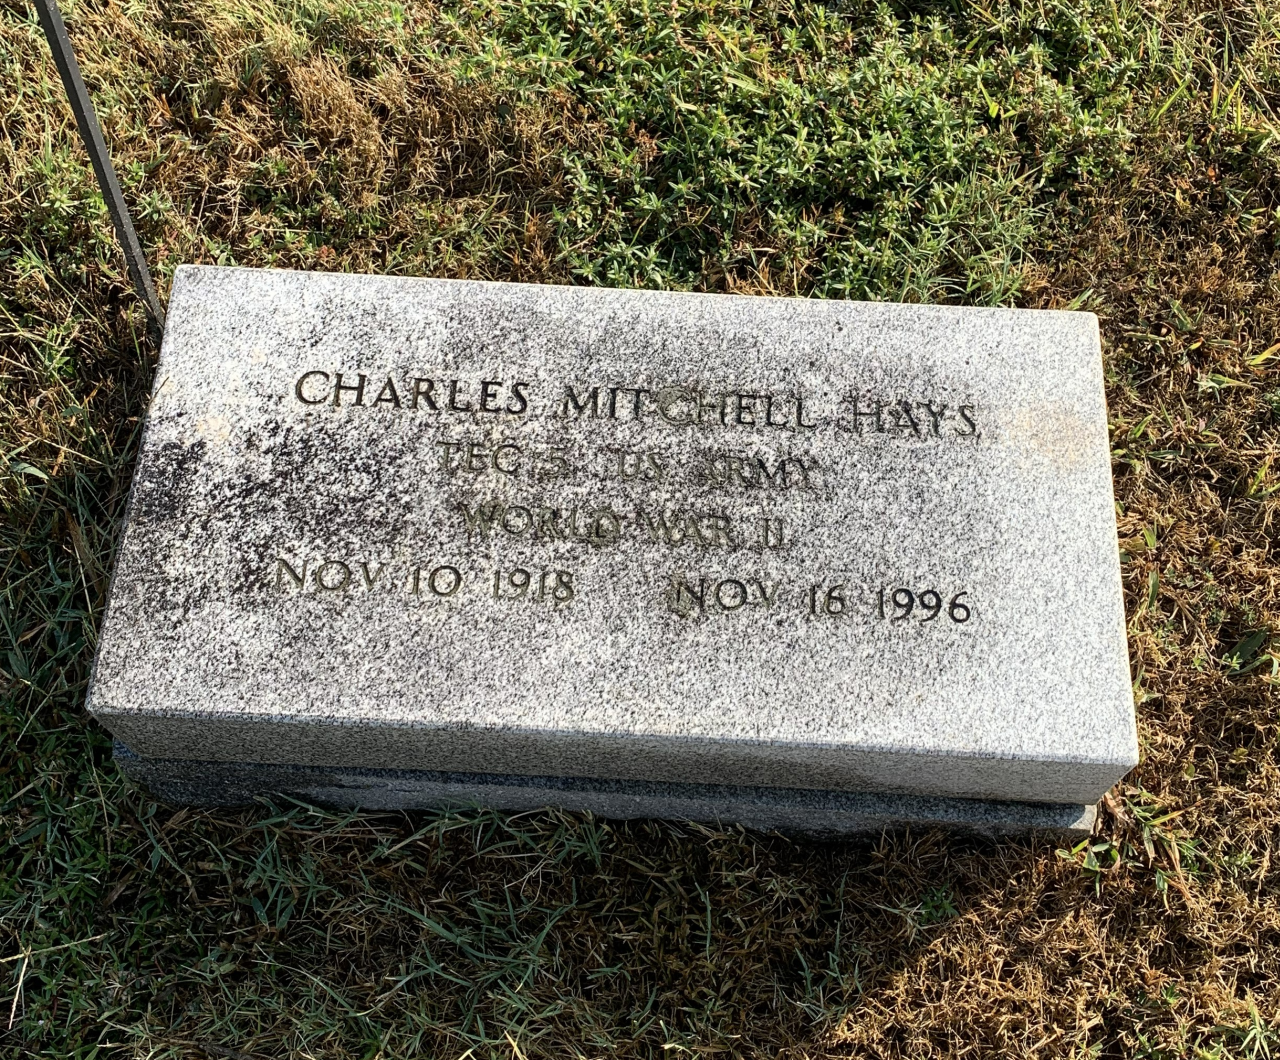 CHARLES MITCHELL HAYS
TEC 5 US ARMY
WORLD WAR II
NOV 10 1918 NOV 16 1996